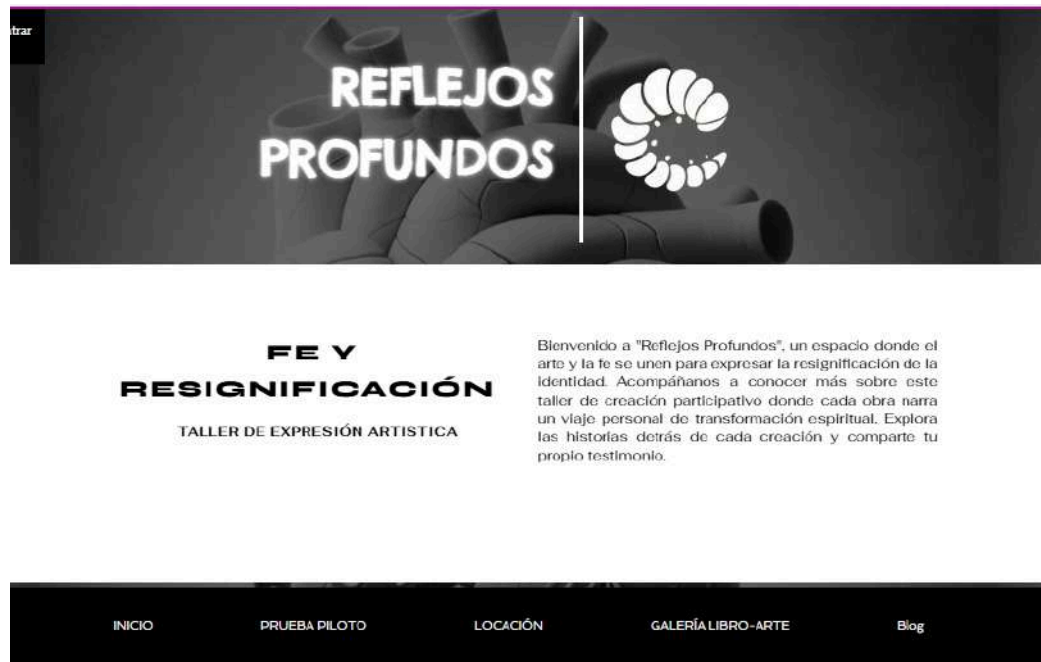 REFLEJOS
PROFUNDOS
FE Y
RESIGNIFICACIÓN
TALLER DE EXPRESIÓN ARTISTICA
Bienvenido a "Reflejos Profundos", un espacio donde el
arte y la fe se unen para expresar la resignificación de la
identidad. Acompáñanos a conocer más sobre este
taller de creación participativo donde cada obra narra
un viaje personal de transformación espiritual. Explora
las historias detrás de cada creación y comparte tu
propio testimonio.
INICIO PRUEBA PILOTO LOCACIÓN GALERÍA LIBRO-ARTE Blog